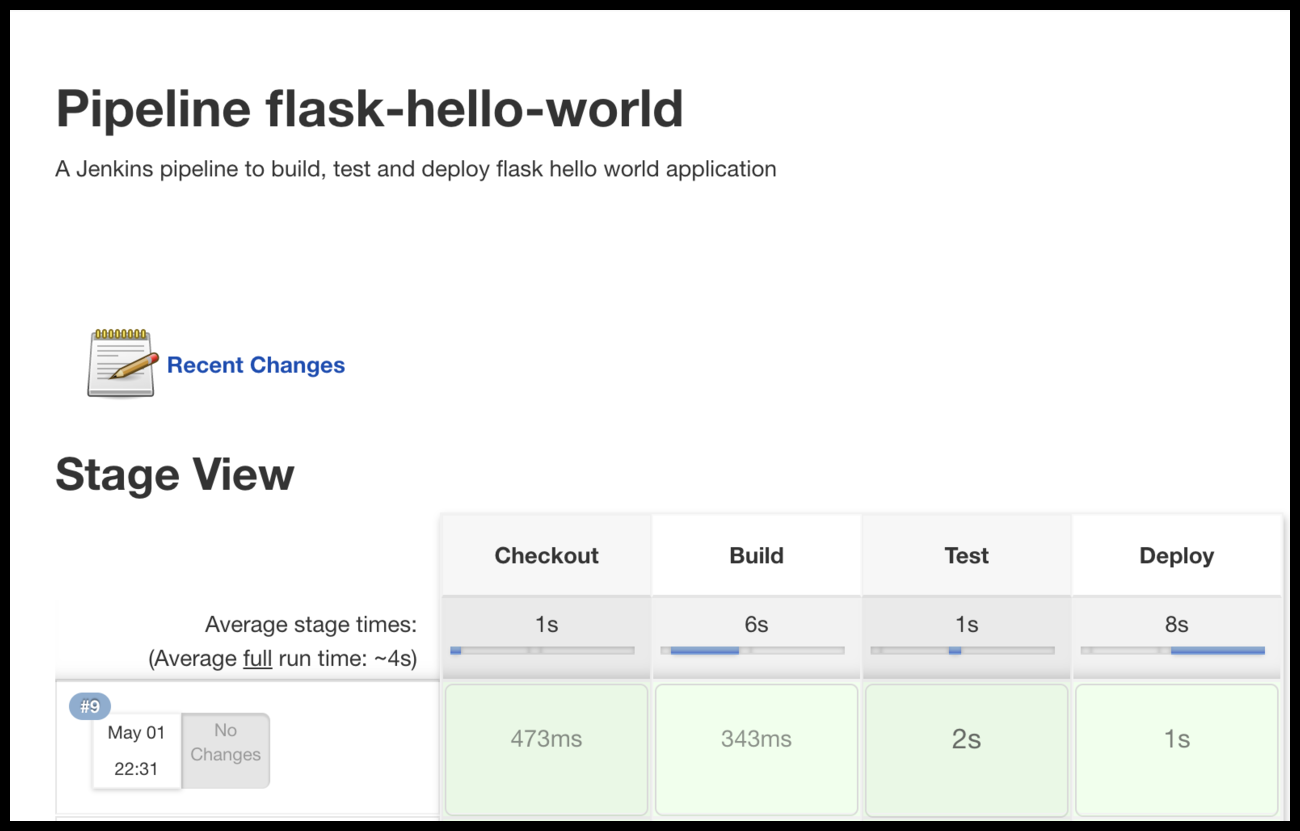 Pipeline flask-hello-world
A Jenkins pipeline to build, test and deploy flask hello world application
Recent Changes
Stage View
Checkout Build Test Deploy
Average stage times: 1s 6s 1s 8s
(Average full run time: ~4s)
#9
May 01 No
Changes
22:31
473ms 343ms 2s 1s